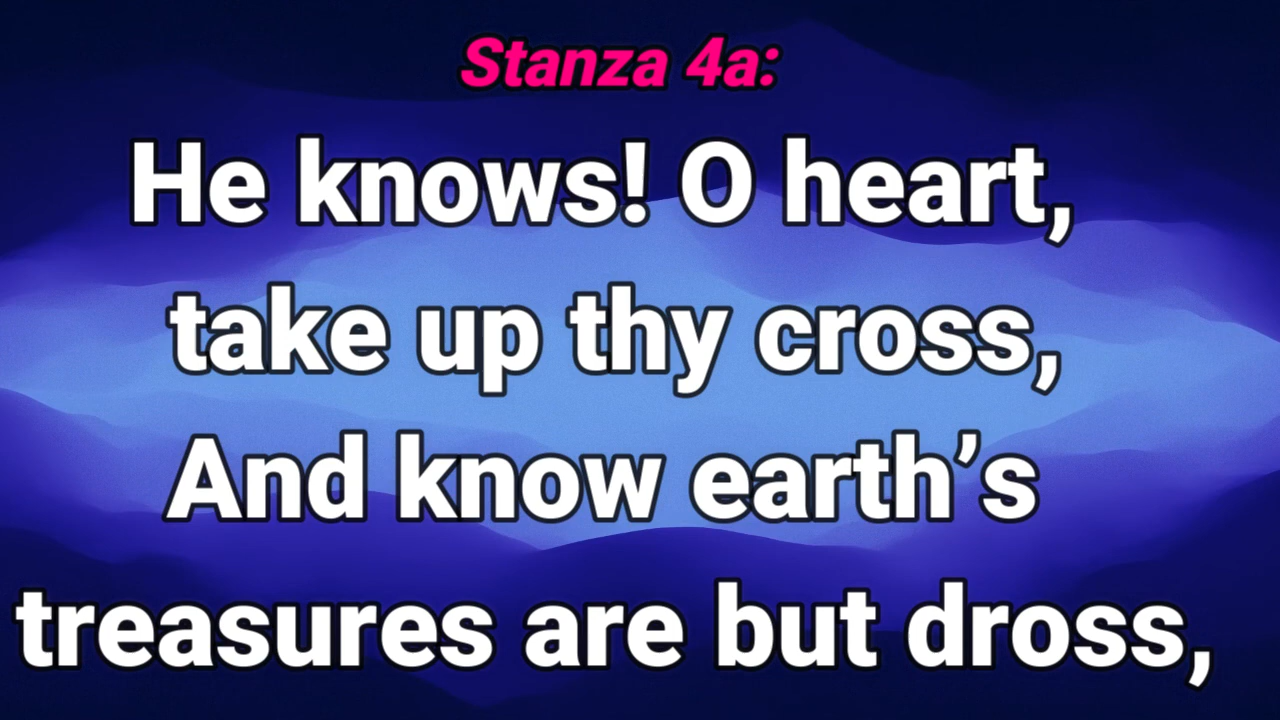 Stanza 4a:
He knows! O heart,
take up thy cross,
And know earth’s
treasures are but dross,